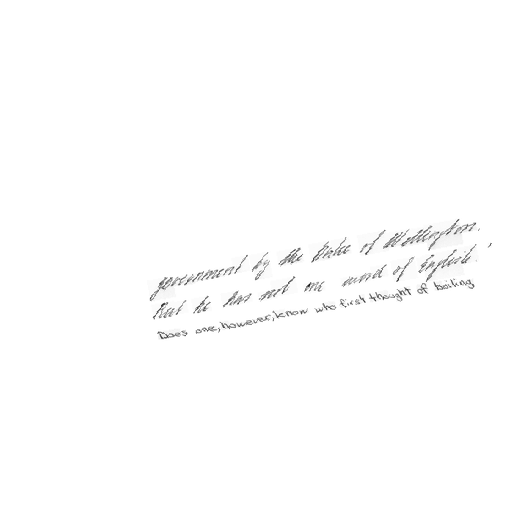 government by the Duke of Wellington.
But he has not one word of English.'
Does one, however, know who first thought of boiling